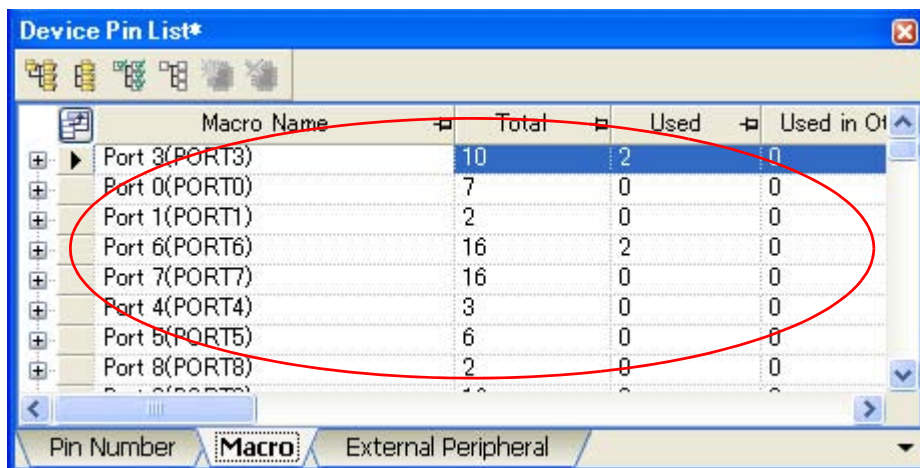 Device Pin List*
Macro Name Total Used Used in Ot
Port 3(PORT3) 10 2 0
Port 0(PORT0) 7 0 0
Port 1(PORT1) 2 0 0
Port 6(PORT6) 16 2 0
Port 7(PORT7) 16 0 0
Port 4(PORT4) 3 0 0
Port 5(PORT5) 6 0 0
Port 8(PORT8) 2 0 0
Pin Number Macro External Peripheral